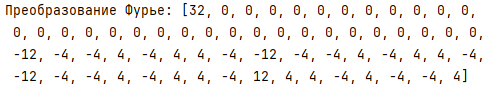 Преобразование Фурье: [32, 0, 0, 0, 0, 0, 0, 0, 0, 0, 0, 0,
0, 0, 0, 0, 0, 0, 0, 0, 0, 0, 0, 0, 0, 0, 0, 0, 0, 0, 0, 0,
-12, -4, -4, 4, -4, 4, 4, -4, -12, -4, -4, 4, -4, 4, 4, -4,
-12, -4, -4, 4, -4, 4, 4, -4, 12, 4, 4, -4, 4, -4, -4, 4]